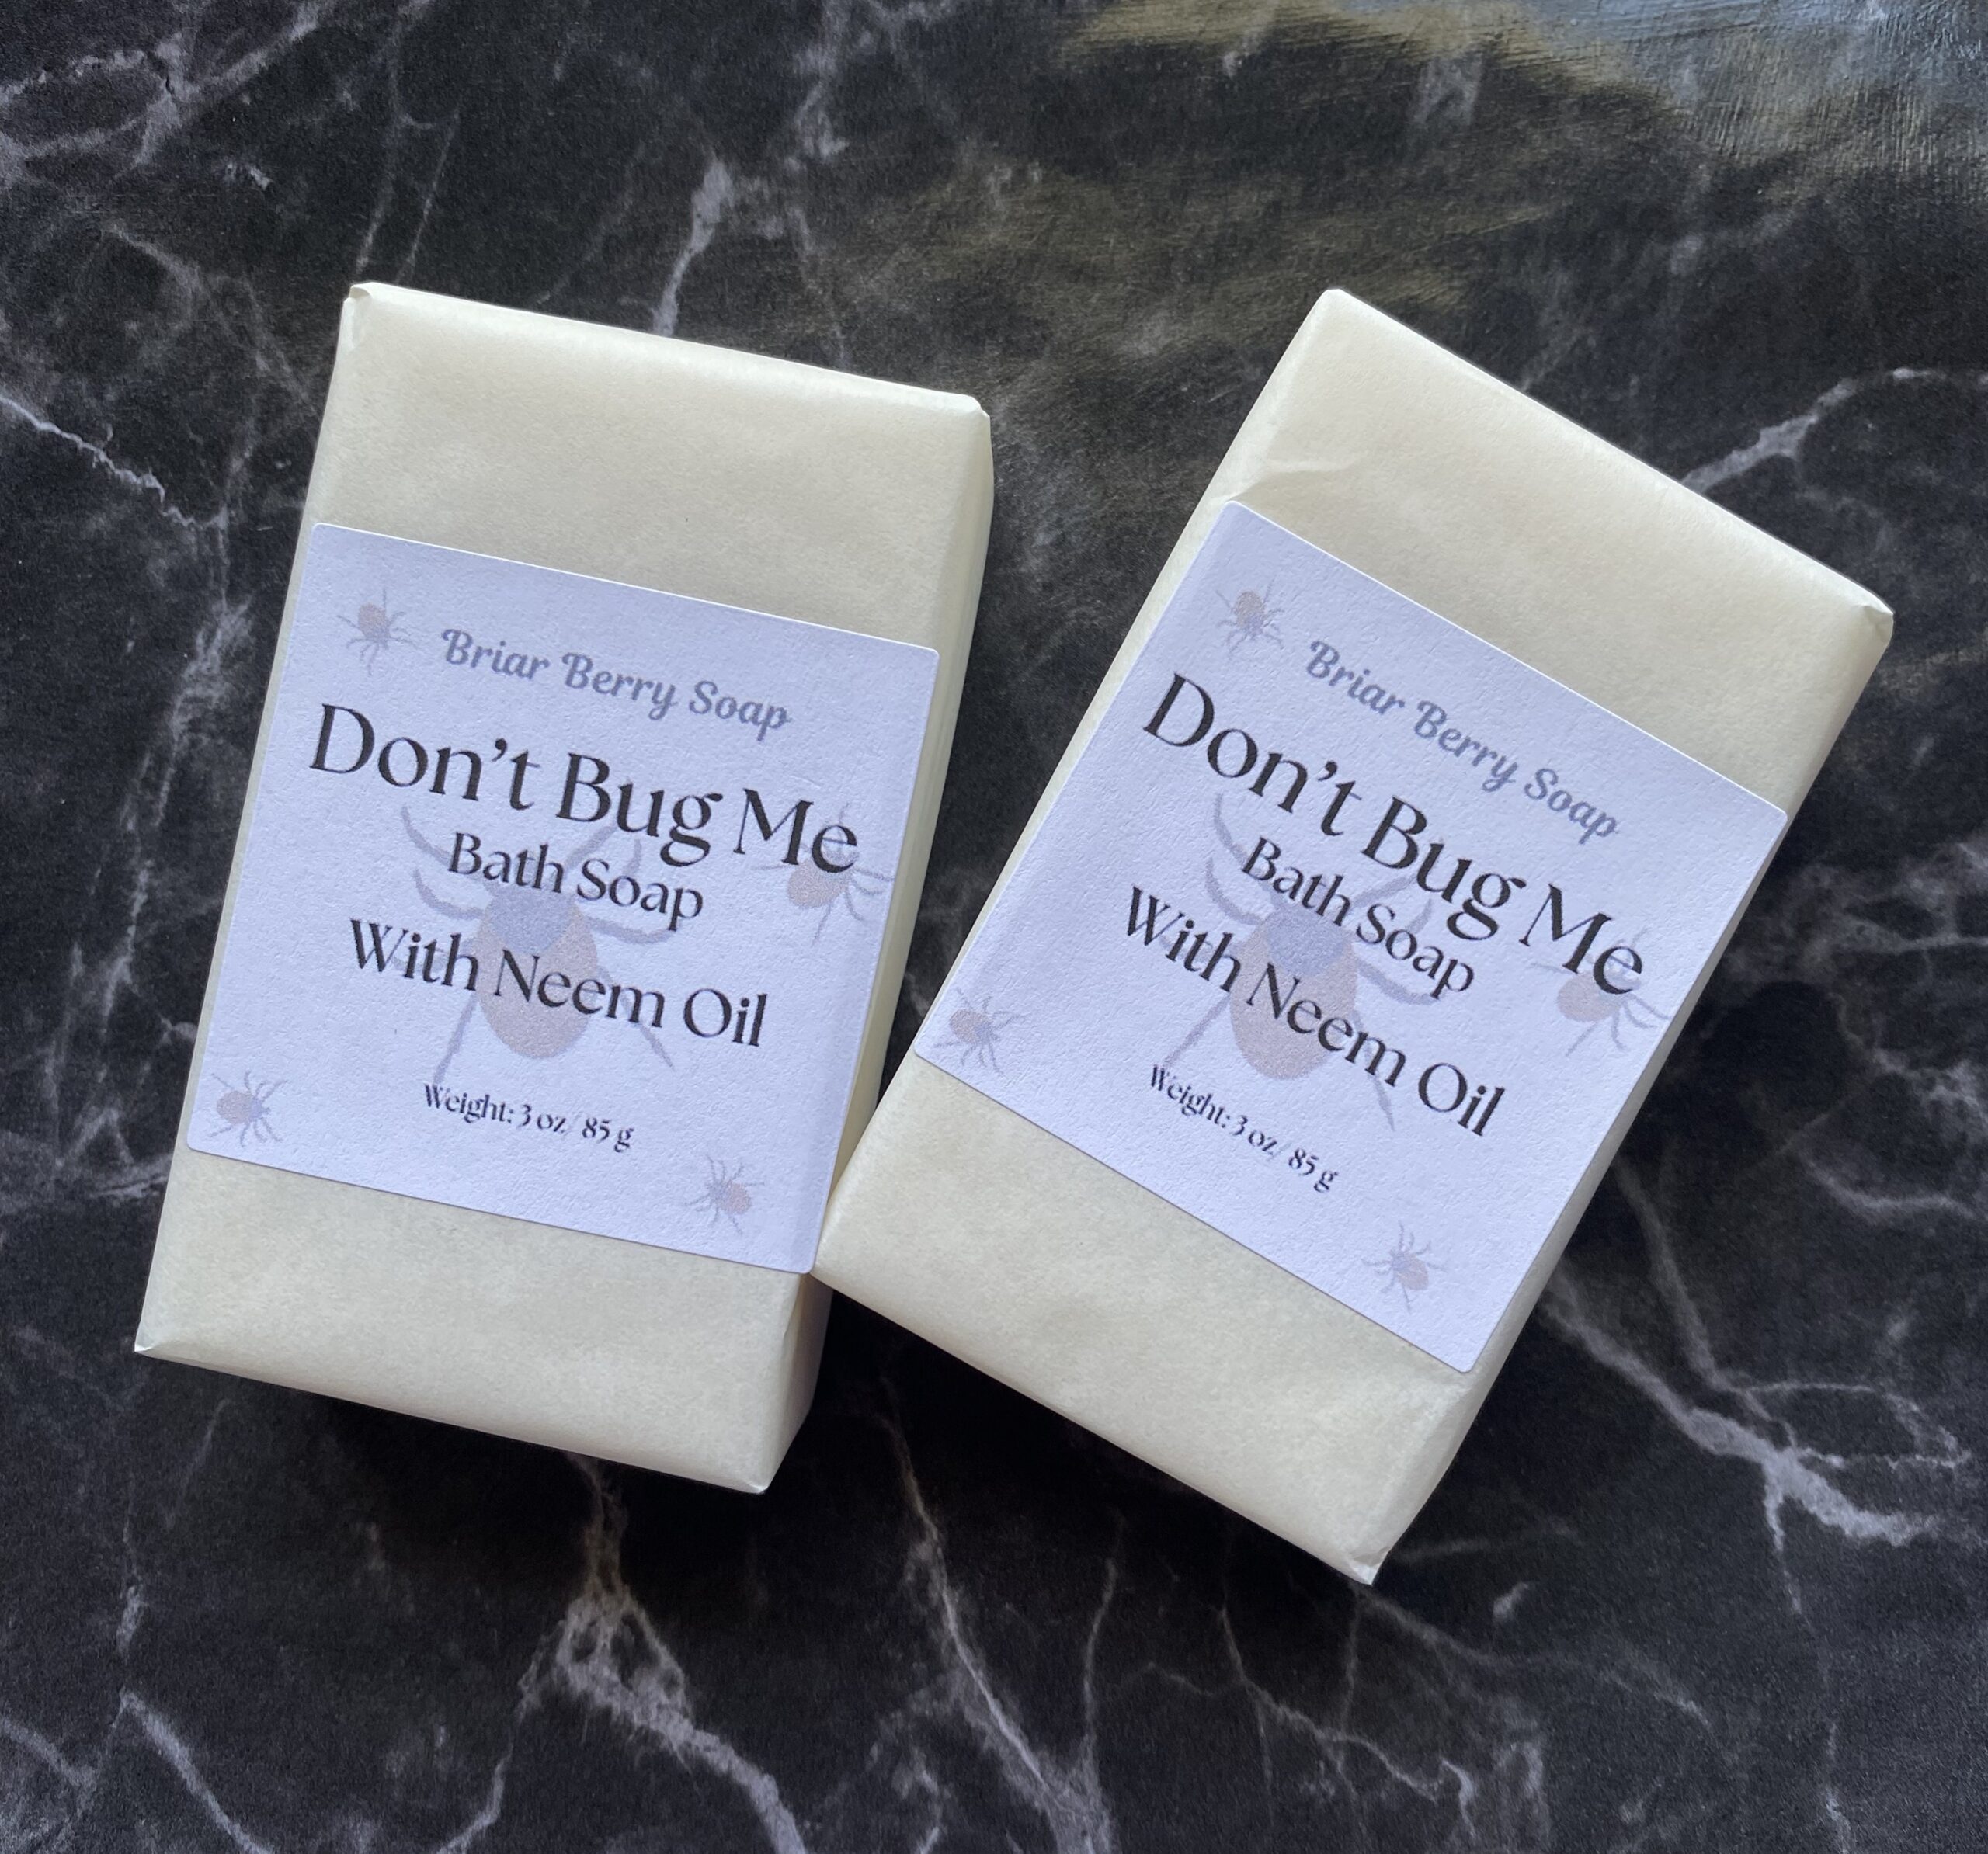 Briar Berry Soap
Don't Bug Me
Bath Soap
With Neem Oil
Weight: 3 oz/ 85 g
Briar Berry Soap
Don't Bug Me
Bath Soap
With Neem Oil
Weight: 3 oz/ 85 g